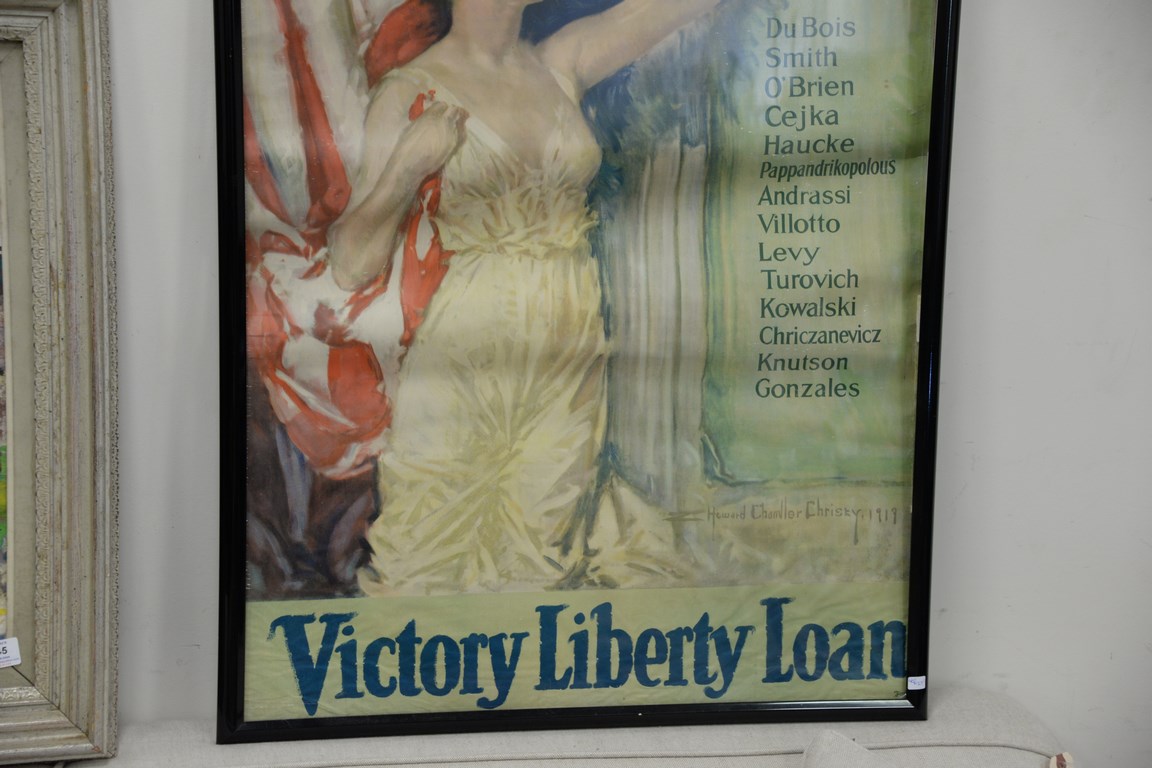 Du Bois
Smith
O'Brien
Cejka
Haucke
Pappandrikopolous
Andrassi
Villotto
Levy
Turovich
Kowalski
Chriczanevicz
Knutson
Gonzales
Howard Chandler Christy. 1919
Victory Liberty Loan